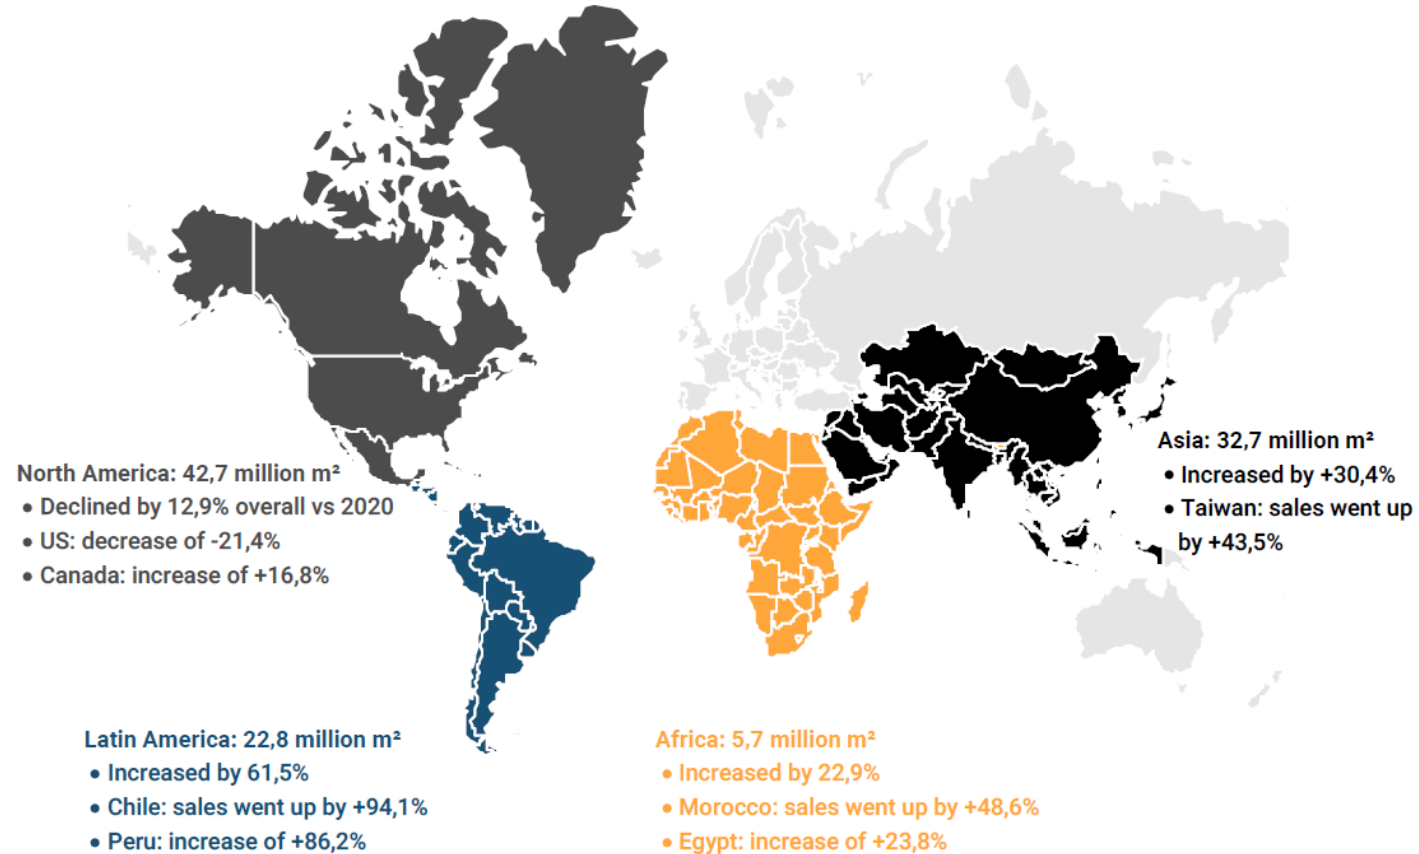 North America: 42,7 million m²
• Declined by 12,9% overall vs 2020
• US: decrease of -21,4%
• Canada: increase of +16,8%
Asia: 32,7 million m²
• Increased by +30,4%
• Taiwan: sales went up
by +43,5%
Latin America: 22,8 million m²
• Increased by 61,5%
• Chile: sales went up by +94,1%
• Peru: increase of +86,2%
Africa: 5,7 million m²
• Increased by 22,9%
• Morocco: sales went up by +48,6%
• Egypt: increase of +23,8%